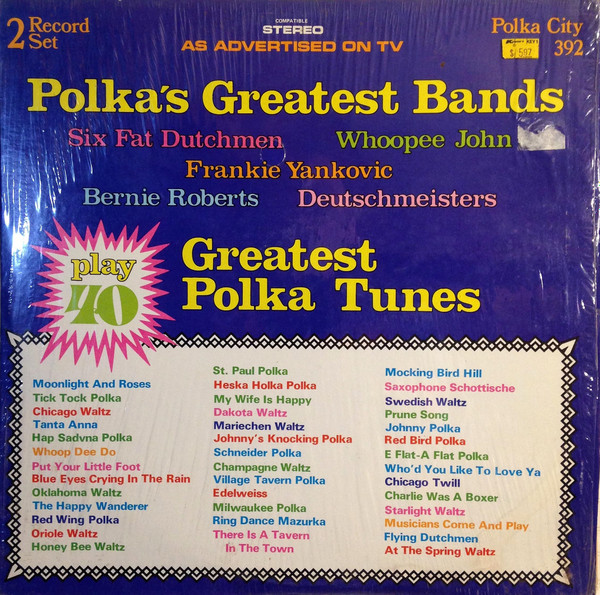 2 Record
Set
COMPATIBLE
STEREO
AS ADVERTISED ON TV
Polka City
392
Polka's Greatest Bands
Six Fat Dutchmen
Whoopee John
Frankie Yankovic
Bernie Roberts
Deutschmeisters
play
40
Greatest
Polka Tunes
Moonlight And Roses
Tick Tock Polka
Chicago Waltz
Tanta Anna
Hap Sadvna Polka
Whoop Dee Do
Put Your Little Foot
Blue Eyes Crying In The Rain
Oklahoma Waltz
The Happy Wanderer
Red Wing Polka
Oriole Waltz
Honey Bee Waltz
St. Paul Polka
Heska Holka Polka
My Wife Is Happy
Dakota Waltz
Mariechen Waltz
Johnny's Knocking Polka
Schneider Polka
Champagne Waltz
Village Tavern Polka
Edelweiss
Milwaukee Polka
Ring Dance Mazurka
There Is A Tavern
In The Town
Mocking Bird Hill
Saxophone Schottische
Swedish Waltz
Prune Song
Johnny Polka
Red Bird Polka
E Flat-A Flat Polka
Who'd You Like To Love Ya
Chicago Twill
Charlie Was A Boxer
Starlight Waltz
Musicians Come And Play
Flying Dutchmen
At The Spring Waltz